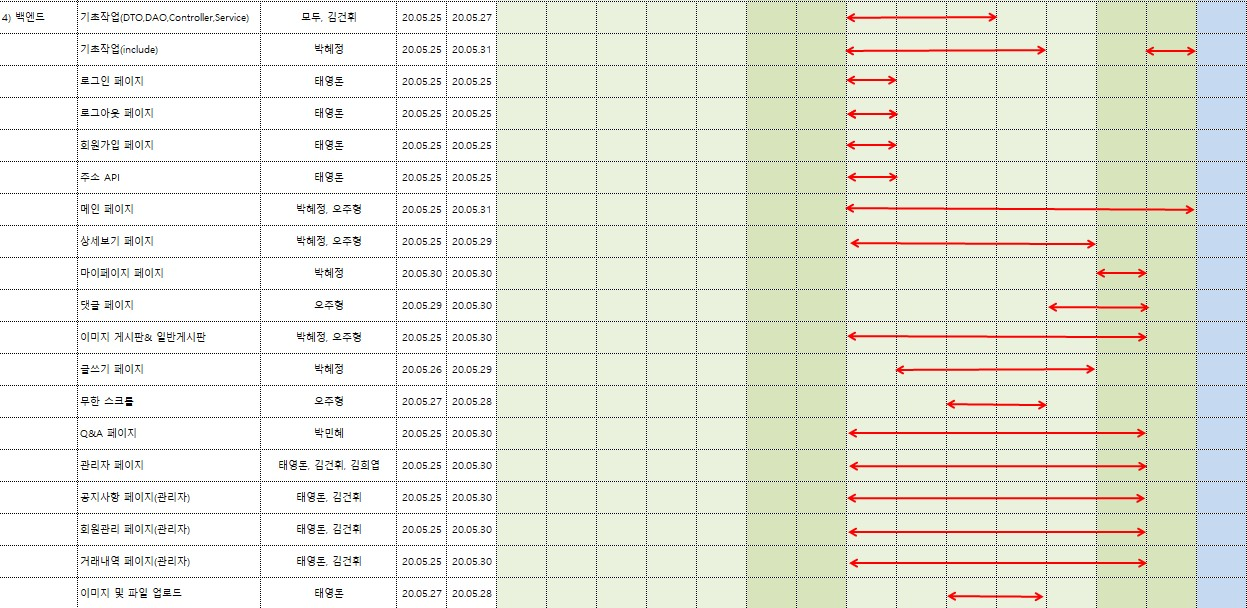 4) 백엔드 기초작업(DTO,DAO,Controller,Service) 모두, 김건휘 20.05.25 20.05.27
기초작업(include) 박혜정 20.05.25 20.05.31
로그인 페이지 태영돈 20.05.25 20.05.25
로그아웃 페이지 태영돈 20.05.25 20.05.25
회원가입 페이지 태영돈 20.05.25 20.05.25
주소 API 태영돈 20.05.25 20.05.25
메인 페이지 박혜정, 오주형 20.05.25 20.05.31
상세보기 페이지 박혜정, 오주형 20.05.25 20.05.29
마이페이지 페이지 박혜정 20.05.30 20.05.30
댓글 페이지 오주형 20.05.29 20.05.30
이미지 게시판& 일반게시판 박혜정, 오주형 20.05.25 20.05.30
글쓰기 페이지 박혜정 20.05.26 20.05.29
무한 스크롤 오주형 20.05.27 20.05.28
Q&A 페이지 박민혜 20.05.25 20.05.30
관리자 페이지 태영돈, 김건휘, 김희엽 20.05.25 20.05.30
공지사항 페이지(관리자) 태영돈, 김건휘 20.05.25 20.05.30
회원관리 페이지(관리자) 태영돈, 김건휘 20.05.25 20.05.30
거래내역 페이지(관리자) 태영돈, 김건휘 20.05.25 20.05.30
이미지 및 파일 업로드 태영돈 20.05.27 20.05.28